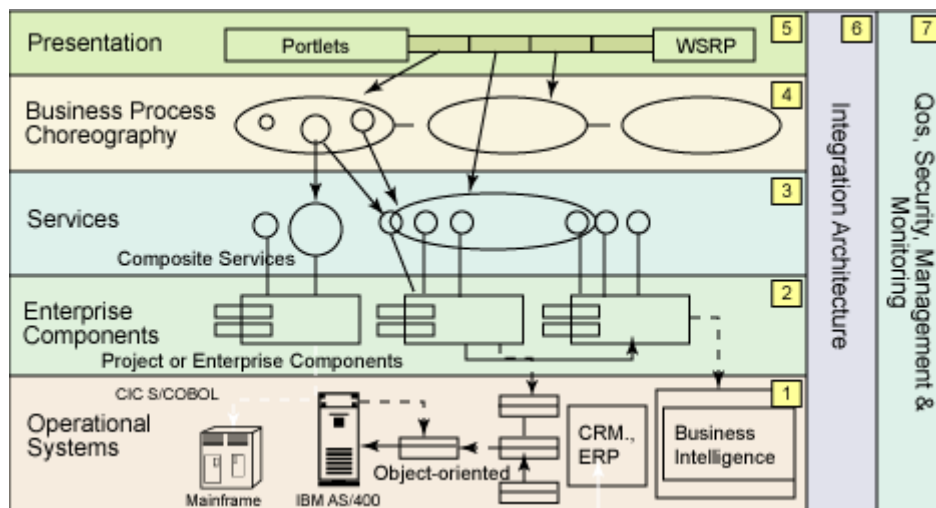 Presentation
Portlets
WSRP
5
6
7
Business Process
Choreography
4
Services
3
Composite Services
Enterprise
Components
2
Project or Enterprise Components
CIC S/COBOL
1
Operational
Systems
CRM.,
ERP
Business
Intelligence
Object-oriented
Mainframe
IBM AS/400
Integration Architecture
Qos, Security, Management &
Monitoring